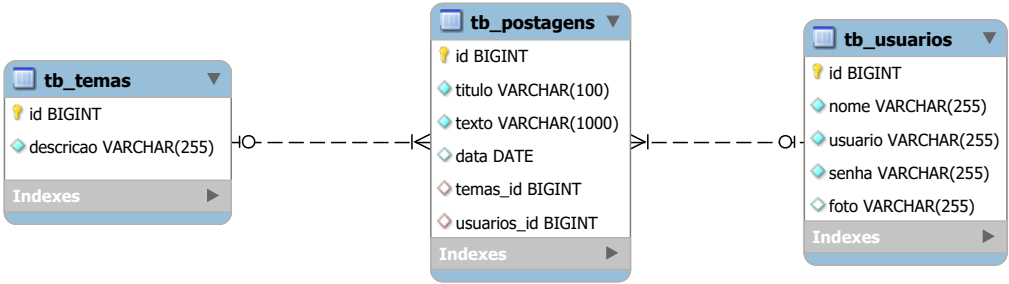 tb_temas
id BIGINT
descricao VARCHAR(255)
Indexes
tb_postagens
id BIGINT
titulo VARCHAR(100)
texto VARCHAR(1000)
data DATE
temas_id BIGINT
usuarios_id BIGINT
Indexes
tb_usuarios
id BIGINT
nome VARCHAR(255)
usuario VARCHAR(255)
senha VARCHAR(255)
foto VARCHAR(255)
Indexes